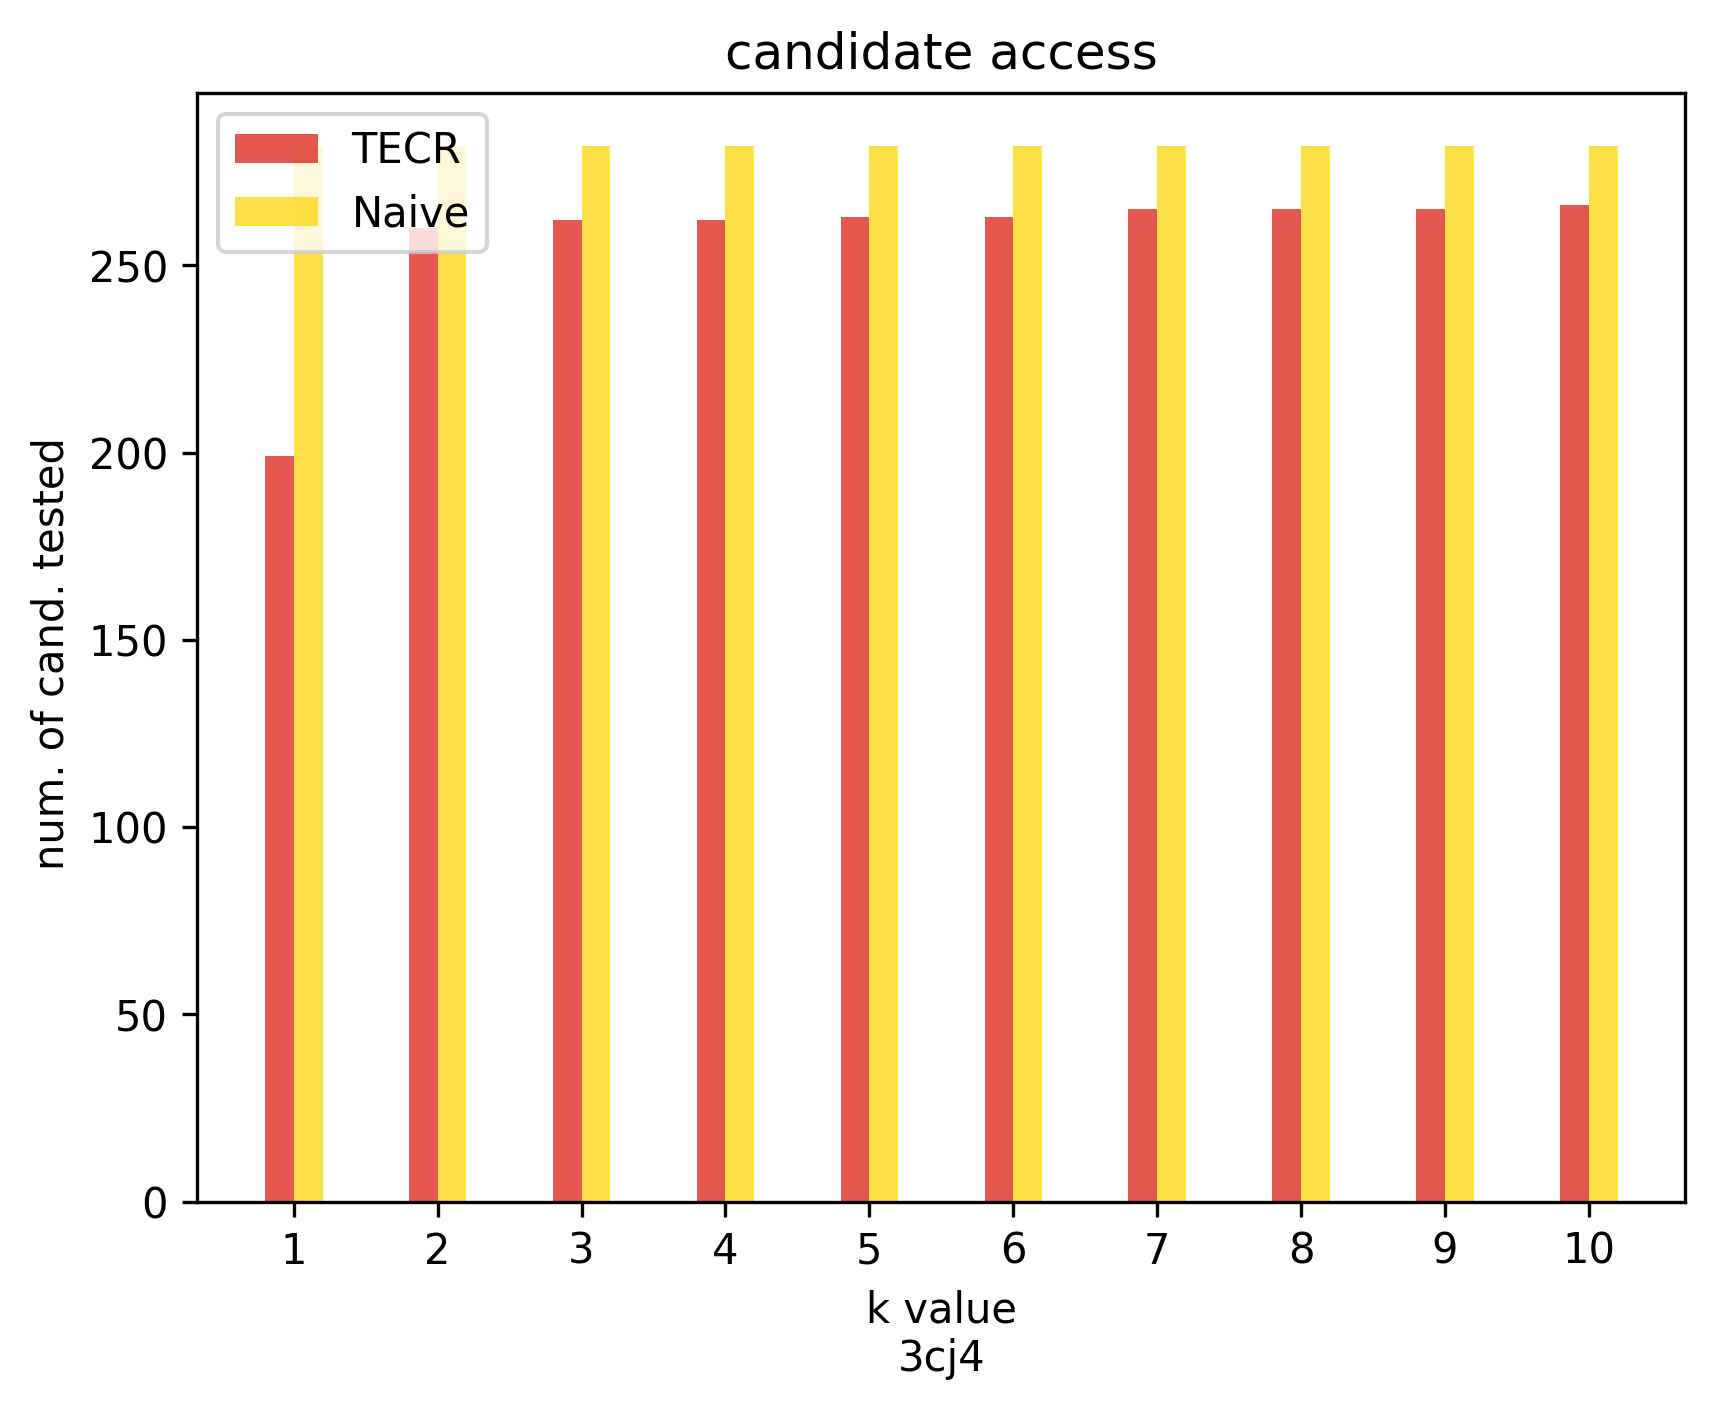 candidate access
TECR
Naive
num. of cand. tested
250
200
150
100
50
0
1 2 3 4 5 6 7 8 9 10
k value
3cj4